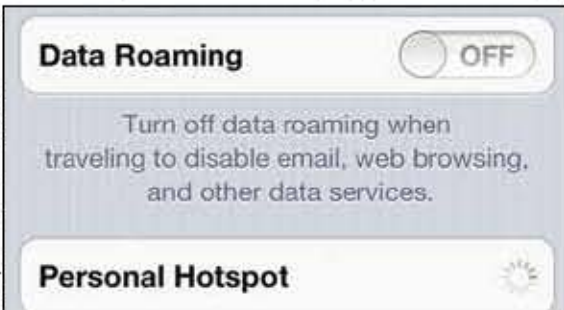 Data Roaming OFF
Turn off data roaming when
traveling to disable email, web browsing,
and other data services.
Personal Hotspot